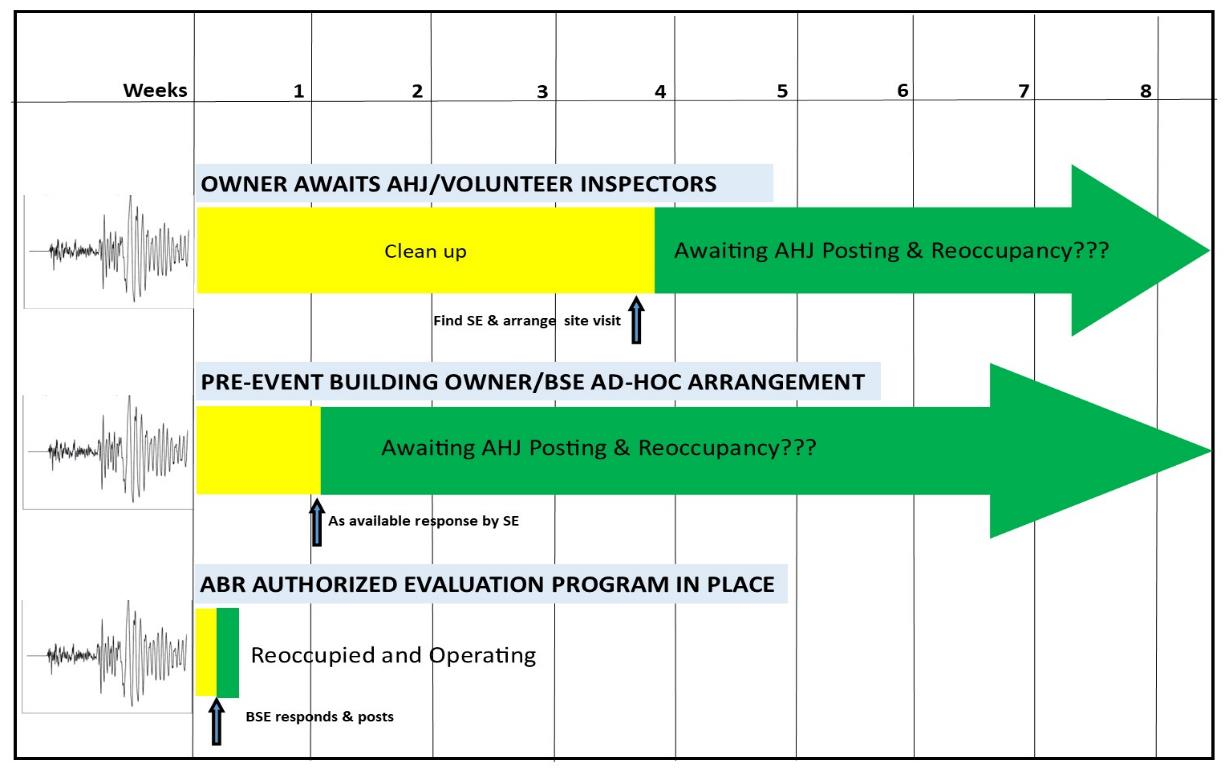 Weeks 1 2 3 4 5 6 7 8
OWNER AWAITS AHJ/VOLUNTEER INSPECTORS
Clean up
Awaiting AHJ Posting & Reoccupancy???
Find SE & arrange site visit
PRE-EVENT BUILDING OWNER/BSE AD-HOC ARRANGEMENT
Awaiting AHJ Posting & Reoccupancy???
As available response by SE
ABR AUTHORIZED EVALUATION PROGRAM IN PLACE
Reoccupied and Operating
BSE responds & posts